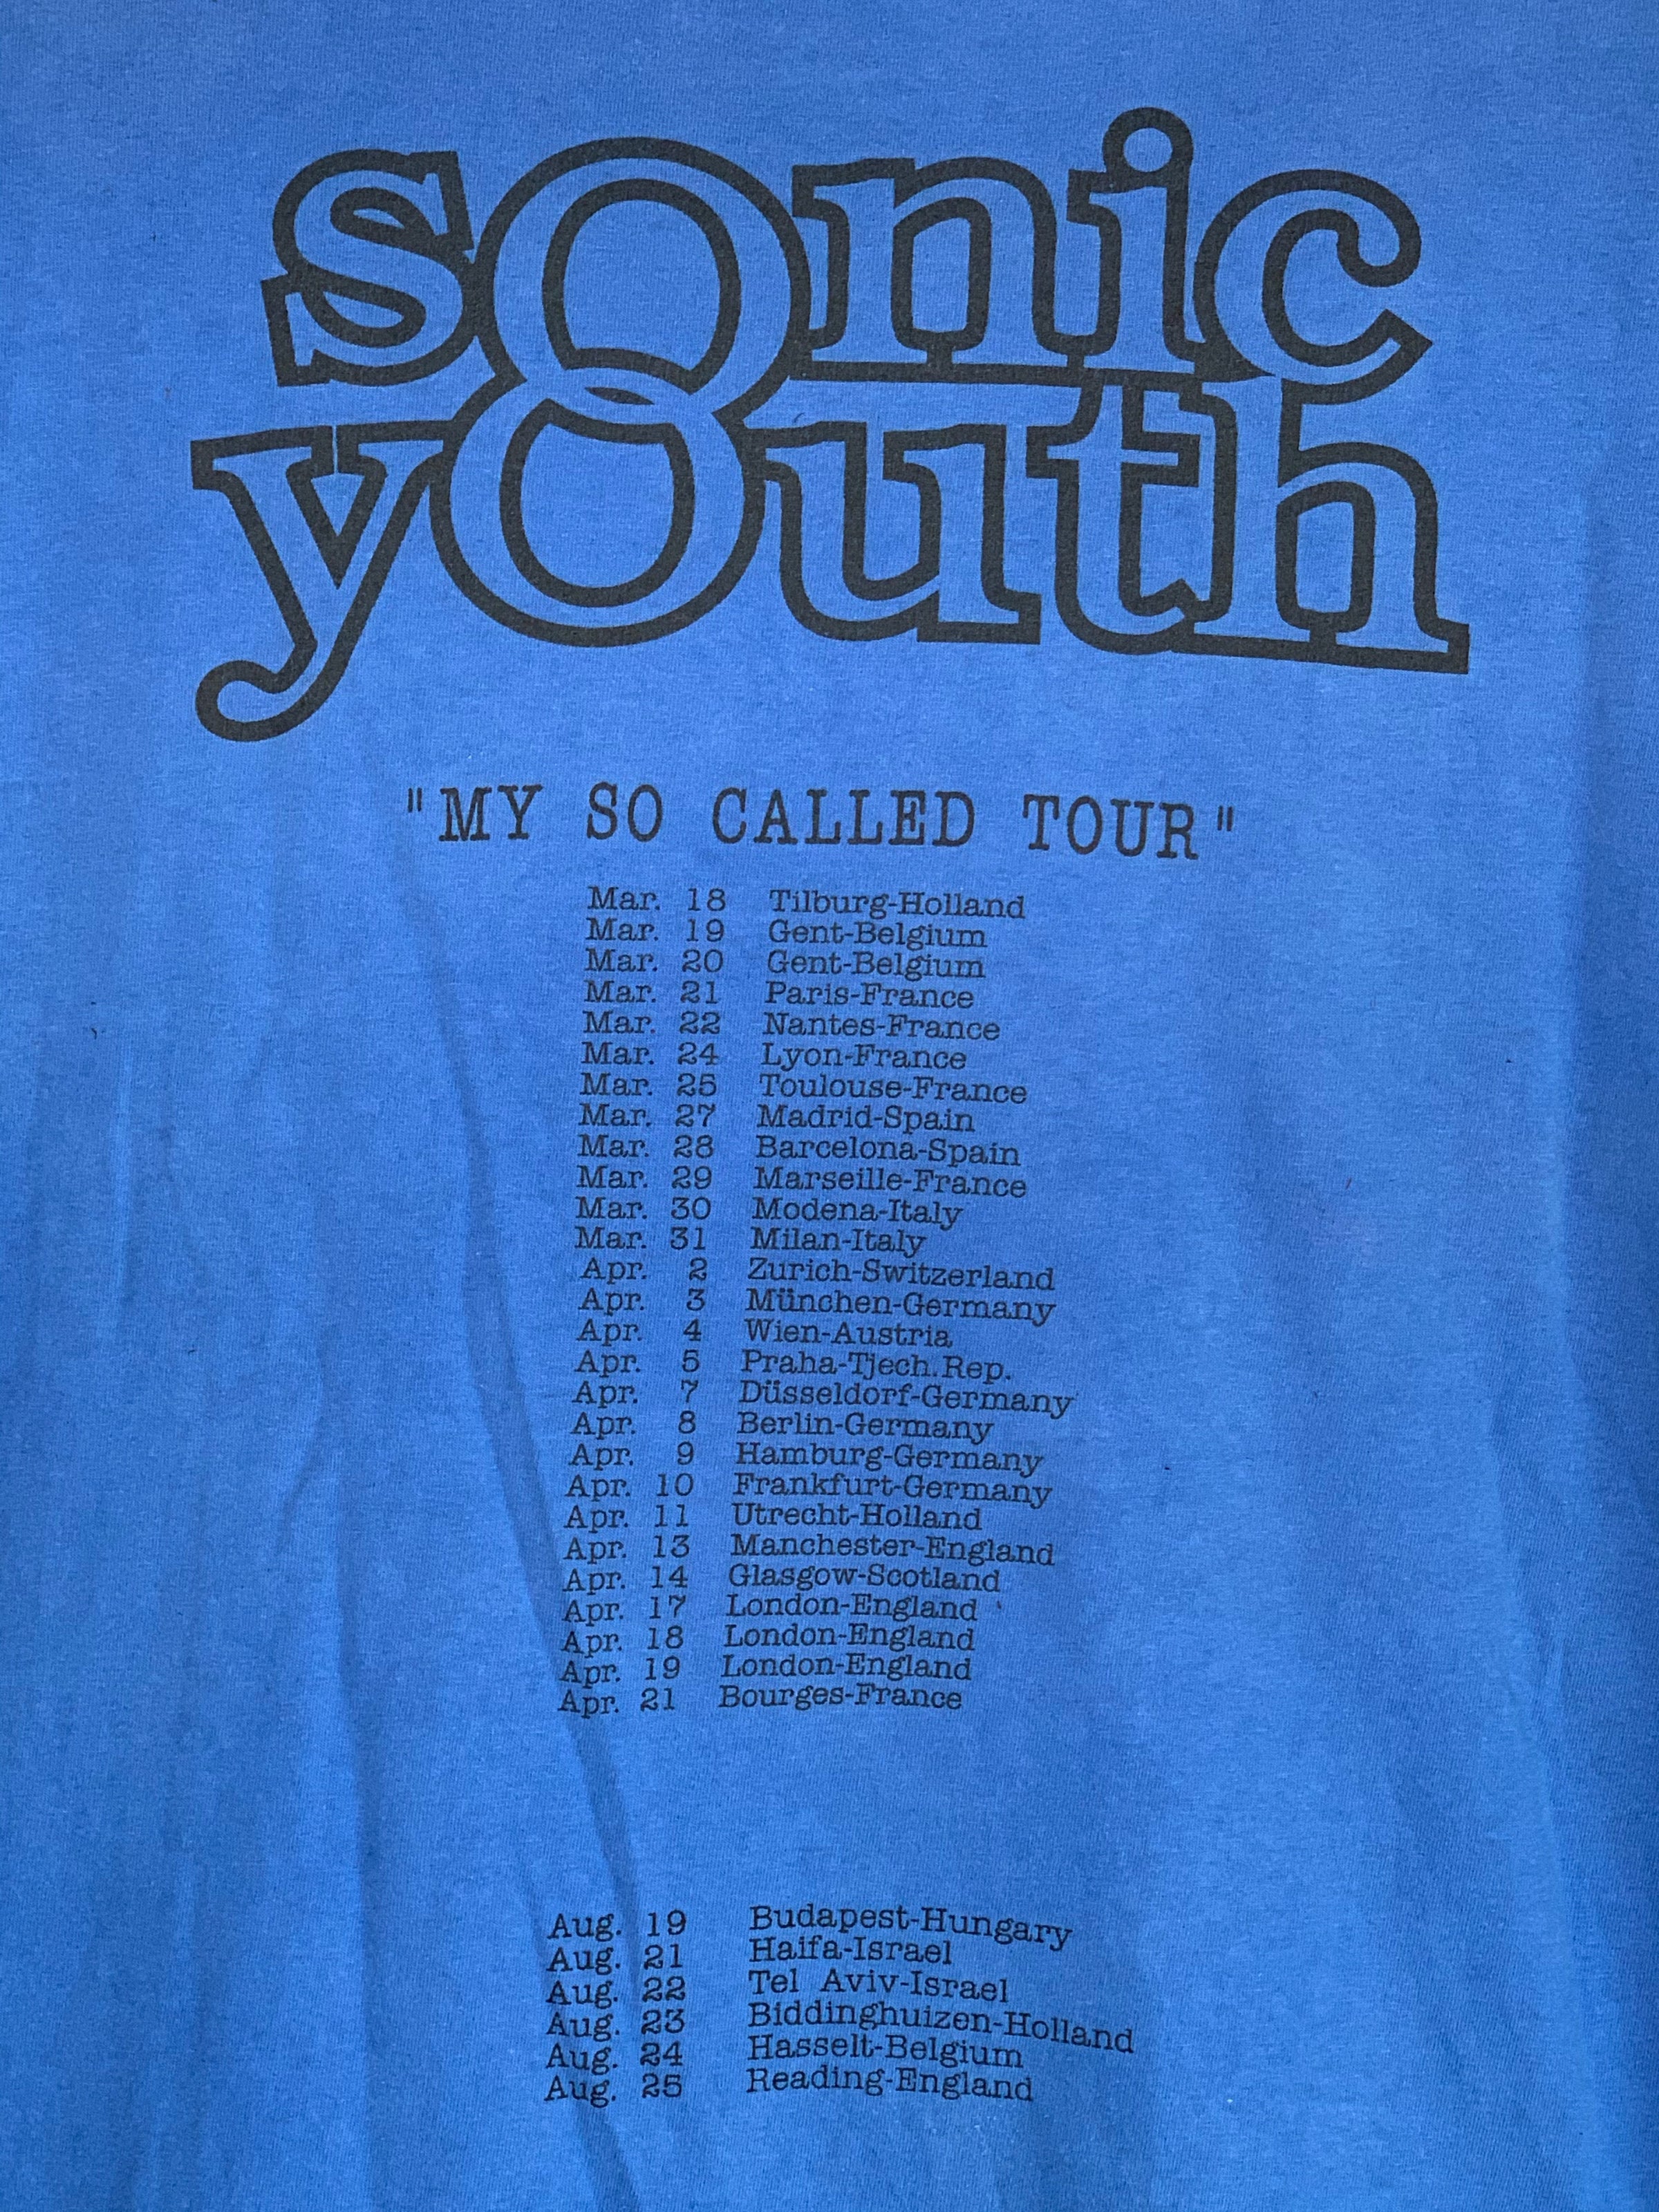 sonic
youth
"MY SO CALLED TOUR"
Mar. 18 Tilburg-Holland
Mar. 19 Gent-Belgium
Mar. 20 Gent-Belgium
Mar. 21 Paris-France
Mar. 22 Nantes-France
Mar. 24 Lyon-France
Mar. 25 Toulouse-France
Mar. 27 Madrid-Spain
Mar. 28 Barcelona-Spain
Mar. 29 Marseille-France
Mar. 30 Modena-Italy
Mar. 31 Milan-Italy
Apr. 2 Zurich-Switzerland
Apr. 3 München-Germany
Apr. 4 Wien-Austria
Apr. 5 Praha-Tjech.Rep.
Apr. 7 Düsseldorf-Germany
Apr. 8 Berlin-Germany
Apr. 9 Hamburg-Germany
Apr. 10 Frankfurt-Germany
Apr. 11 Utrecht-Holland
Apr. 13 Manchester-England
Apr. 14 Glasgow-Scotland
Apr. 17 London-England
Apr. 18 London-England
Apr. 19 London-England
Apr. 21 Bourges-France
Aug. 19 Budapest-Hungary
Aug. 21 Haifa-Israel
Aug. 22 Tel Aviv-Israel
Aug. 23 Biddinghuizen-Holland
Aug. 24 Hasselt-Belgium
Aug. 25 Reading-England